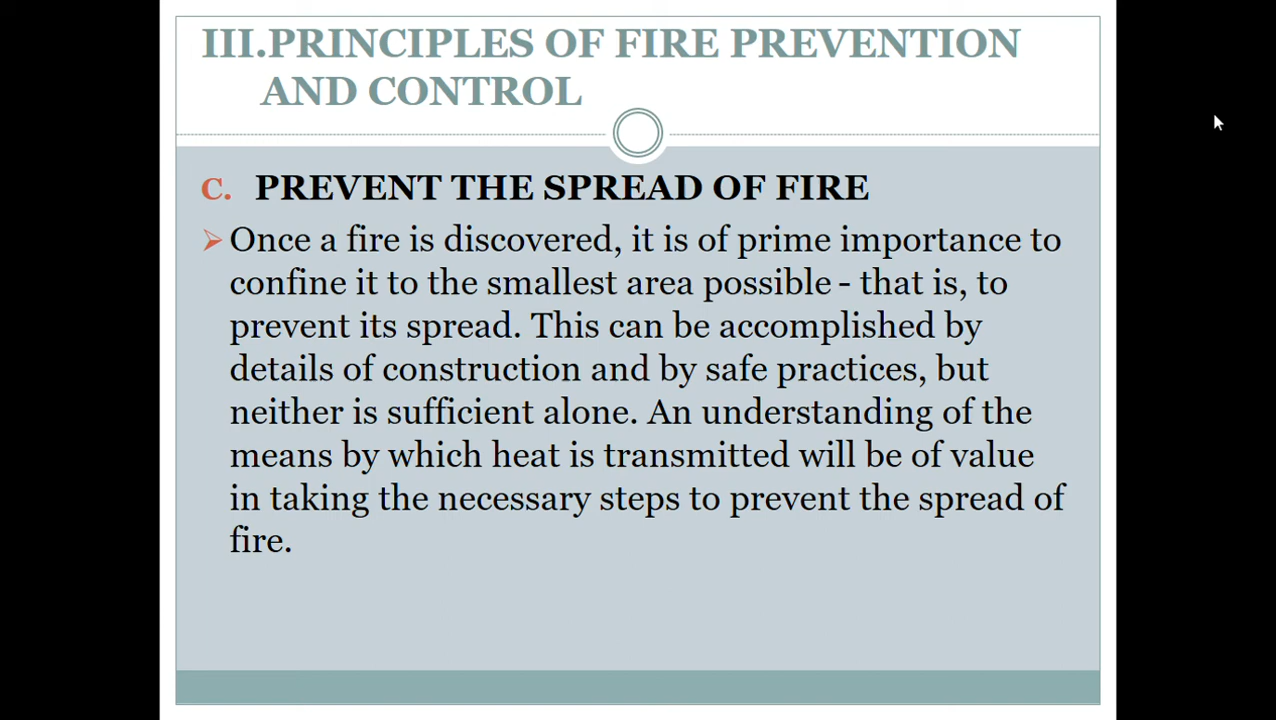 III.PRINCIPLES OF FIRE PREVENTION
AND CONTROL
C. PREVENT THE SPREAD OF FIRE
Once a fire is discovered, it is of prime importance to
confine it to the smallest area possible - that is, to
prevent its spread. This can be accomplished by
details of construction and by safe practices, but
neither is sufficient alone. An understanding of the
means by which heat is transmitted will be of value
in taking the necessary steps to prevent the spread of
fire.